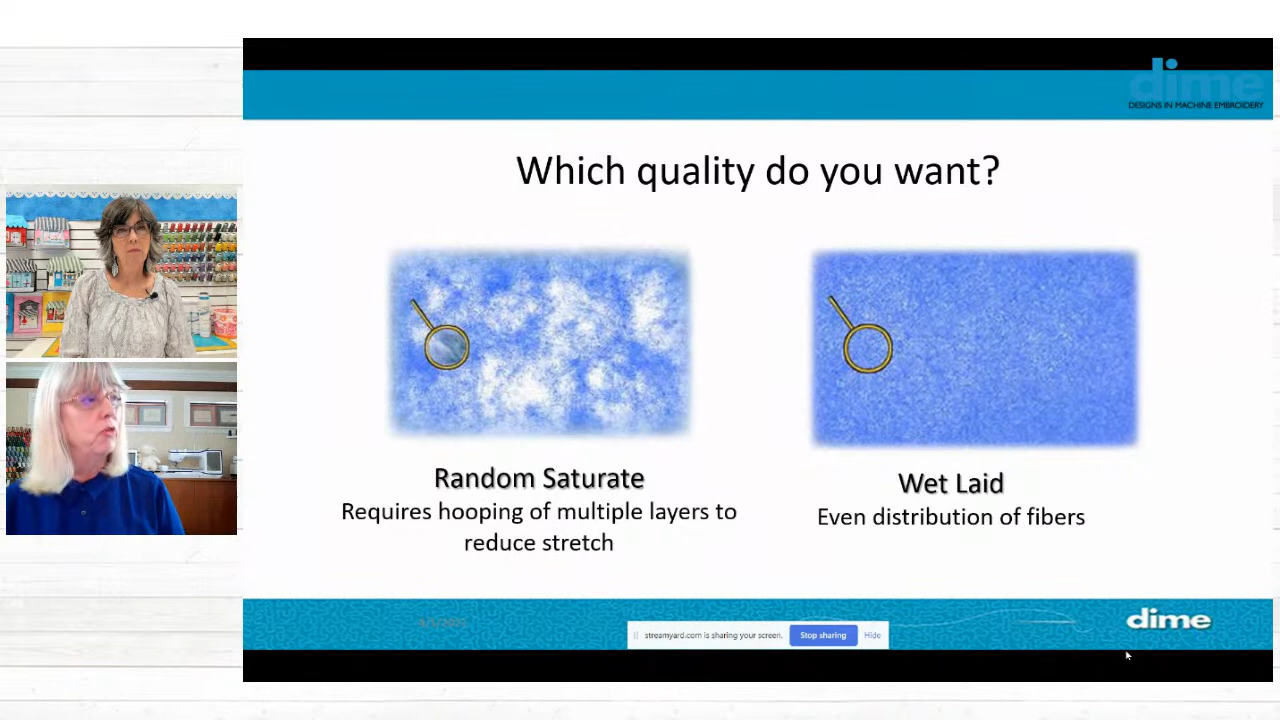 dime
DESIGNS IN MACHINE EMBROIDERY
Which quality do you want?
Random Saturate
Requires hooping of multiple layers to
reduce stretch
Wet Laid
Even distribution of fibers
streamyard.com is sharing your screen.
Stop sharing
Hide
dime